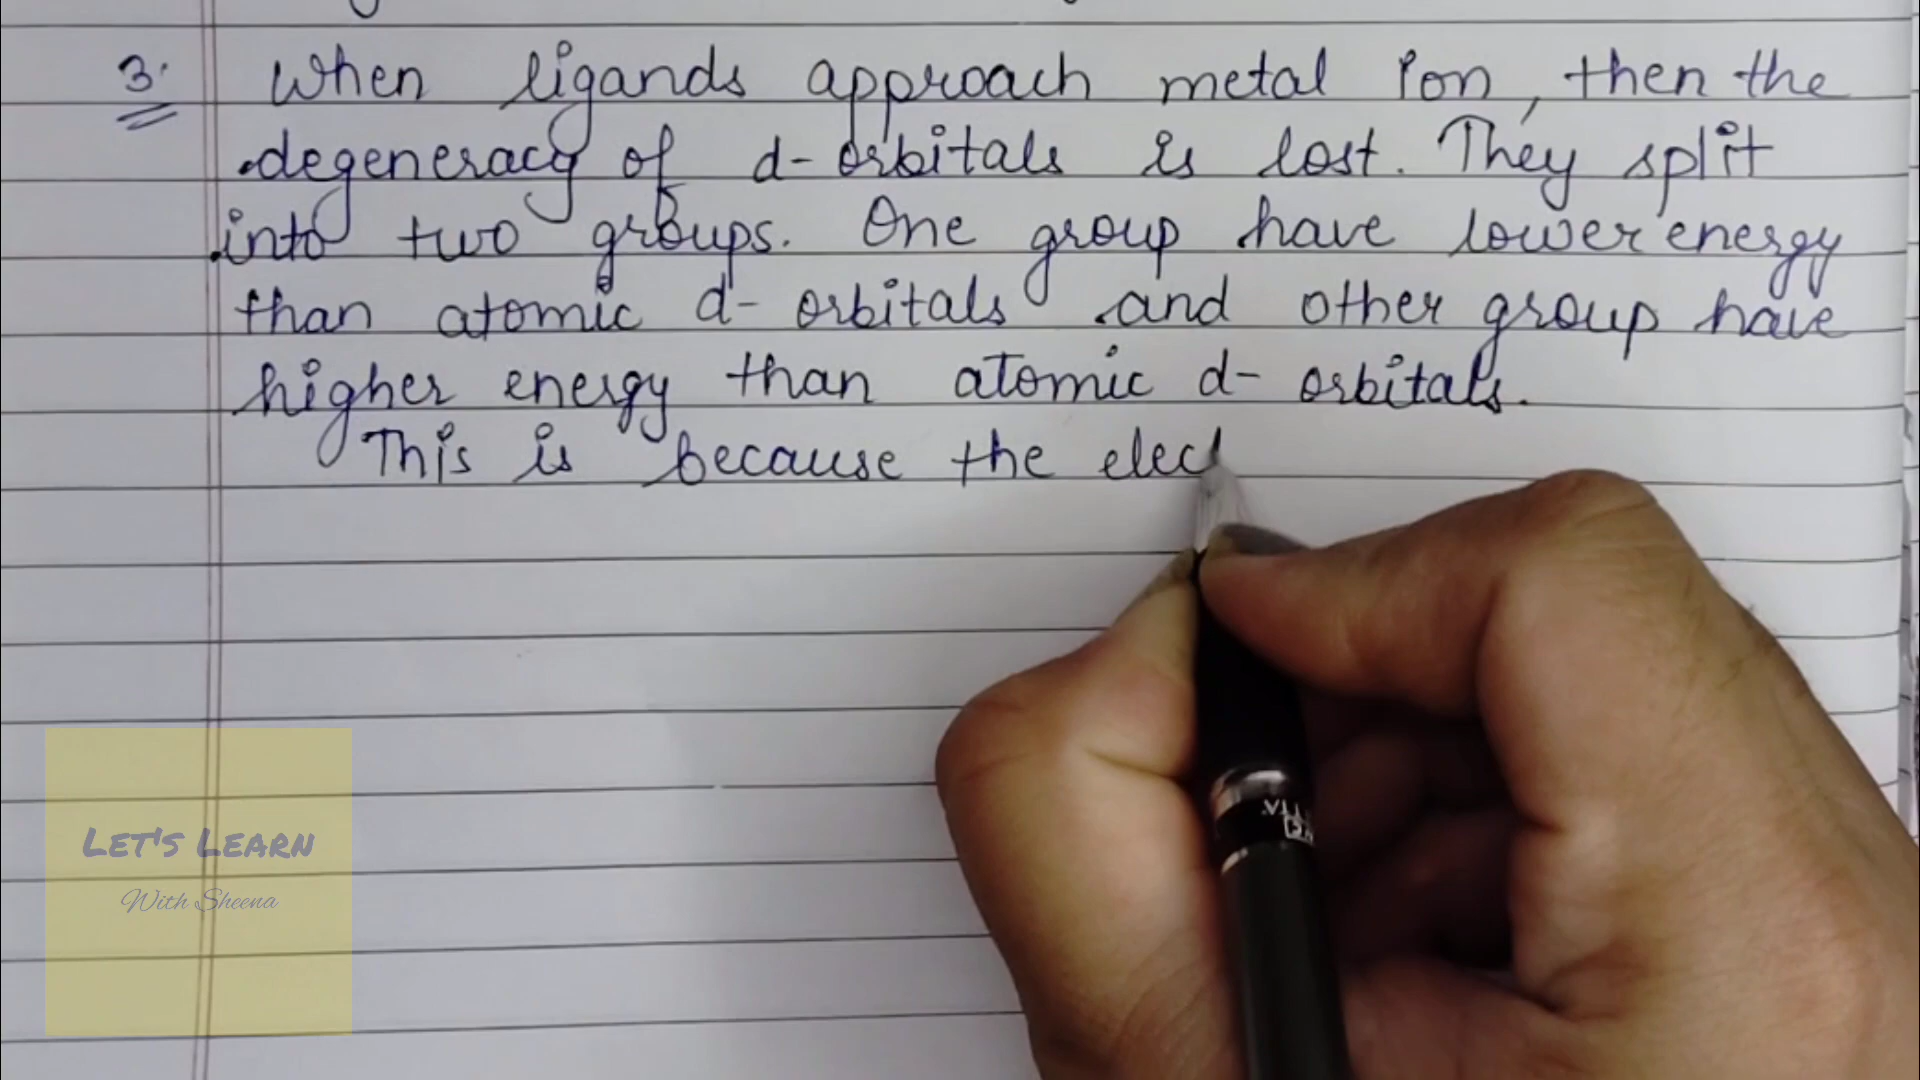 3. When ligands approach metal ion, then the
degeneracy of d-orbitals is lost. They split
into two groups. One group have lower energy
than atomic d-orbitals and other group have
higher energy than atomic d-orbitals.
This is because the elect
LET'S LEARN
With Sheena